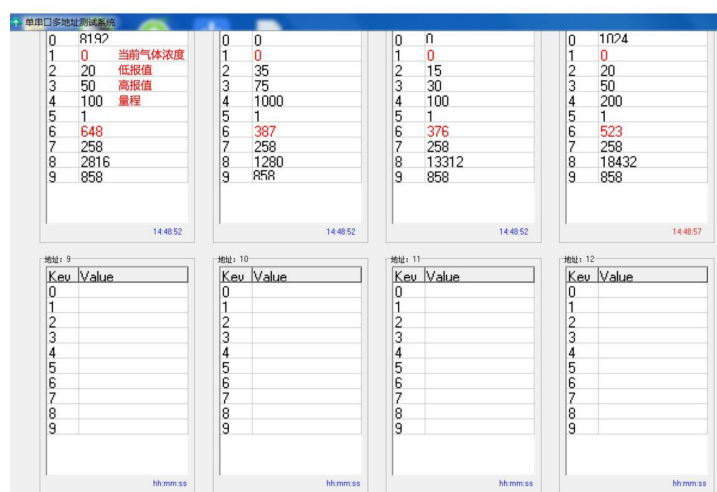 单串口多地址测试系统
0 8192 0 0 0 0 0 1024
1 0 当前气体浓度 1 0 1 0 1 0
2 20 低报值 2 35 2 15 2 20
3 50 高报值 3 75 3 30 3 50
4 100 量程 4 1000 4 100 4 200
5 1 5 1 5 1 5 1
6 648 6 387 6 376 6 523
7 258 7 258 7 258 7 258
8 2816 8 1280 8 13312 8 18432
9 858 9 858 9 858 9 858
14:48:52 14:48:52 14:48:52 14:48:57
地址: 9 地址: 10 地址: 11 地址: 12
Key Value Key Value Key Value Key Value
0 0 0 0
1 1 1 1
2 2 2 2
3 3 3 3
4 4 4 4
5 5 5 5
6 6 6 6
7 7 7 7
8 8 8 8
9 9 9 9
hh:mm:ss hh:mm:ss hh:mm:ss hh:mm:ss